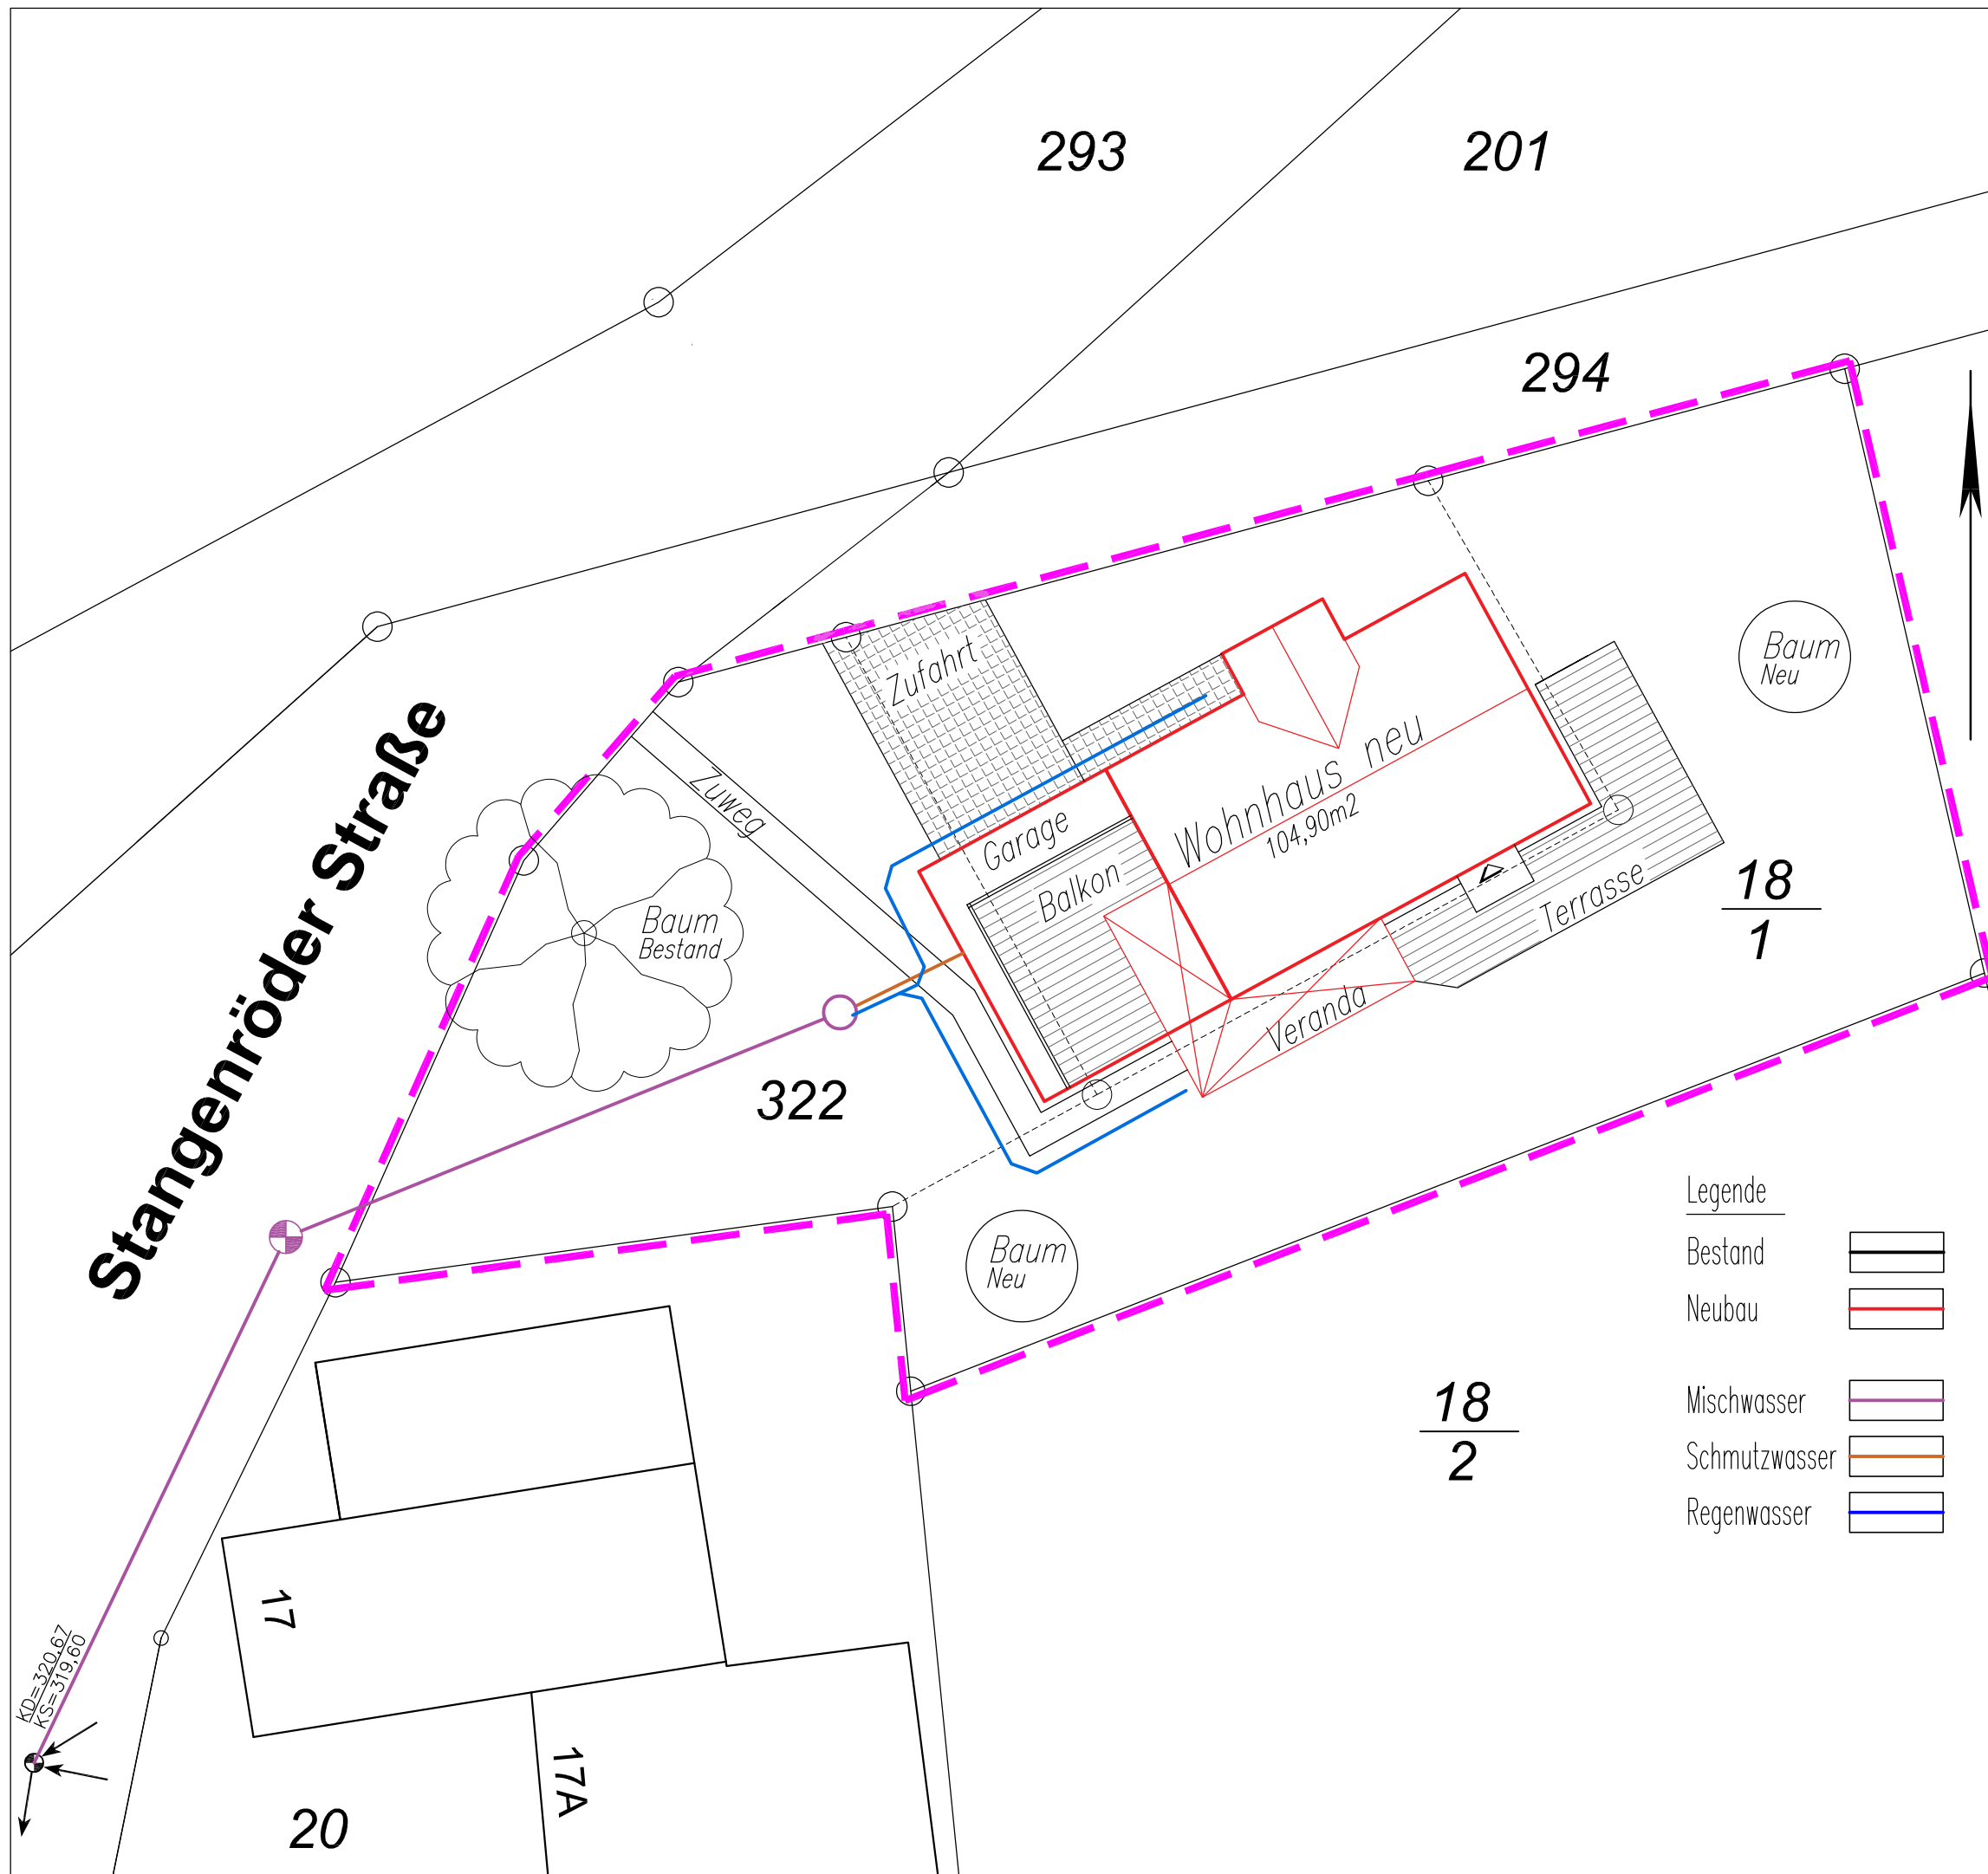 293
201
294
Zufahrt
Baum
Neu
Stangenröder Straße
Zuweg
Wohnhaus neu
104,90m2
Garage
Balkon
Baum
Bestand
Terrasse
18
1
Veranda
322
Legende
Bestand
Neubau
Mischwasser
Schmutzwasser
Regenwasser
Baum
Neu
18
2
17
KD=320,67
KS=319,60
17A
20